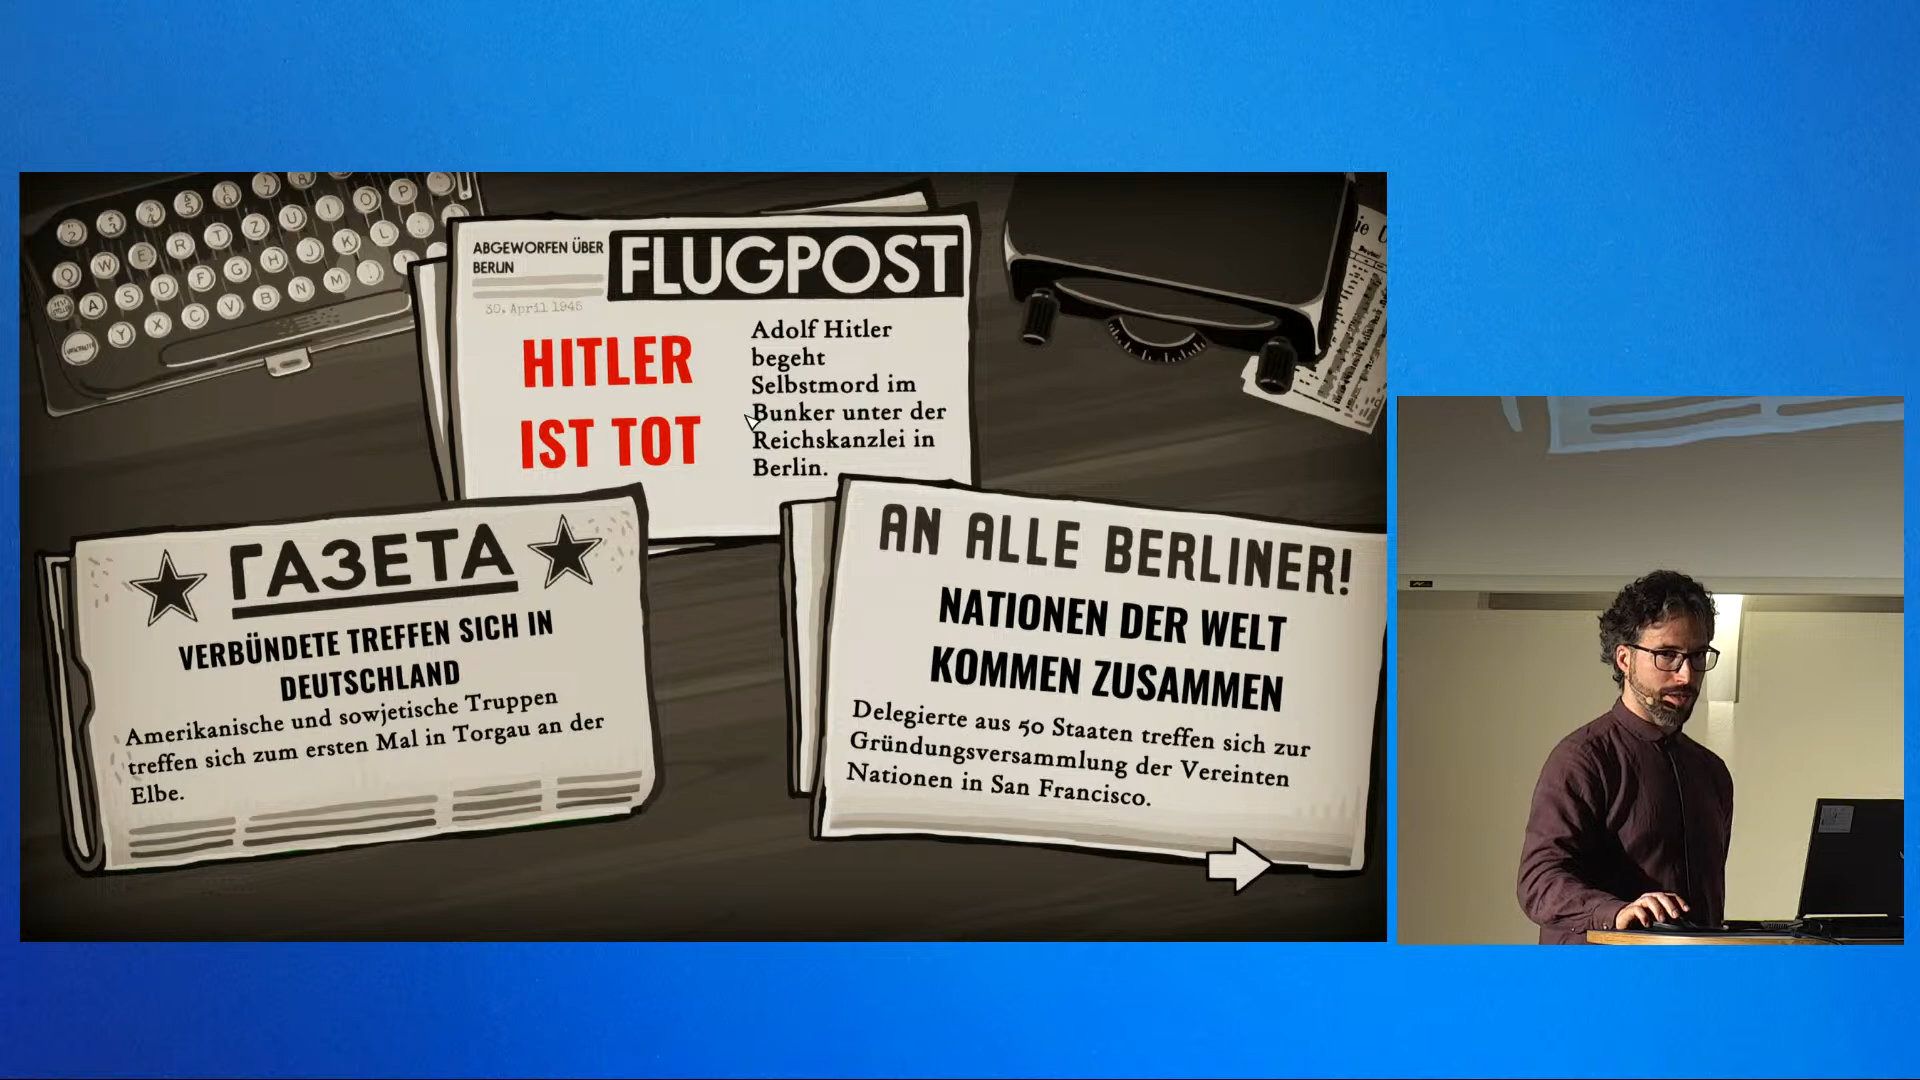 ABGEWORFEN ÜBER
BERLIN
FLUGPOST
30. April 1945
HITLER
IST TOT
Adolf Hitler
begeht
Selbstmord im
Bunker unter der
Reichskanzlei in
Berlin.
ГАЗЕТА
VERBÜNDETE TREFFEN SICH IN
DEUTSCHLAND
Amerikanische und sowjetische Truppen
treffen sich zum ersten Mal in Torgau an der
Elbe.
AN ALLE BERLINER!
NATIONEN DER WELT
KOMMEN ZUSAMMEN
Delegierte aus 50 Staaten treffen sich zur
Gründungsversammlung der Vereinten
Nationen in San Francisco.
Q W E R T Z U I O P
A S D F G H J K L
Y X C V B N M